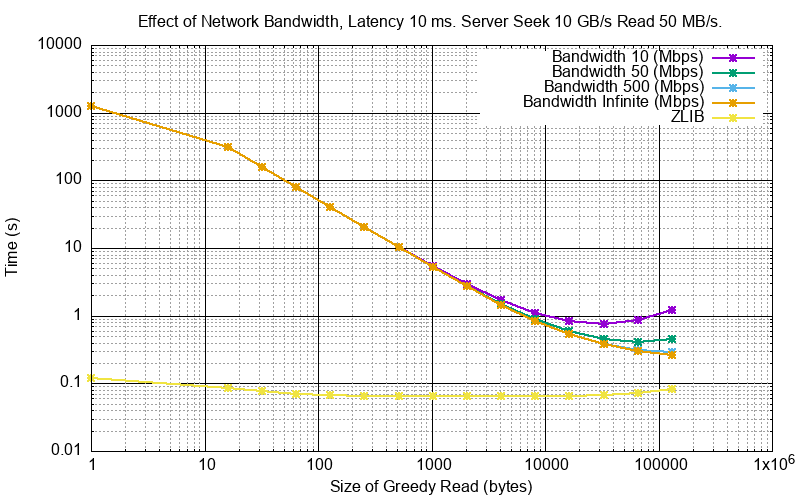 Effect of Network Bandwidth, Latency 10 ms. Server Seek 10 GB/s Read 50 MB/s.
10000
1000
100
10
1
0.1
0.01
Time (s)
Bandwidth 10 (Mbps)
Bandwidth 50 (Mbps)
Bandwidth 500 (Mbps)
Bandwidth Infinite (Mbps)
ZLIB
1 10 100 1000 10000 100000 1x10⁶
Size of Greedy Read (bytes)